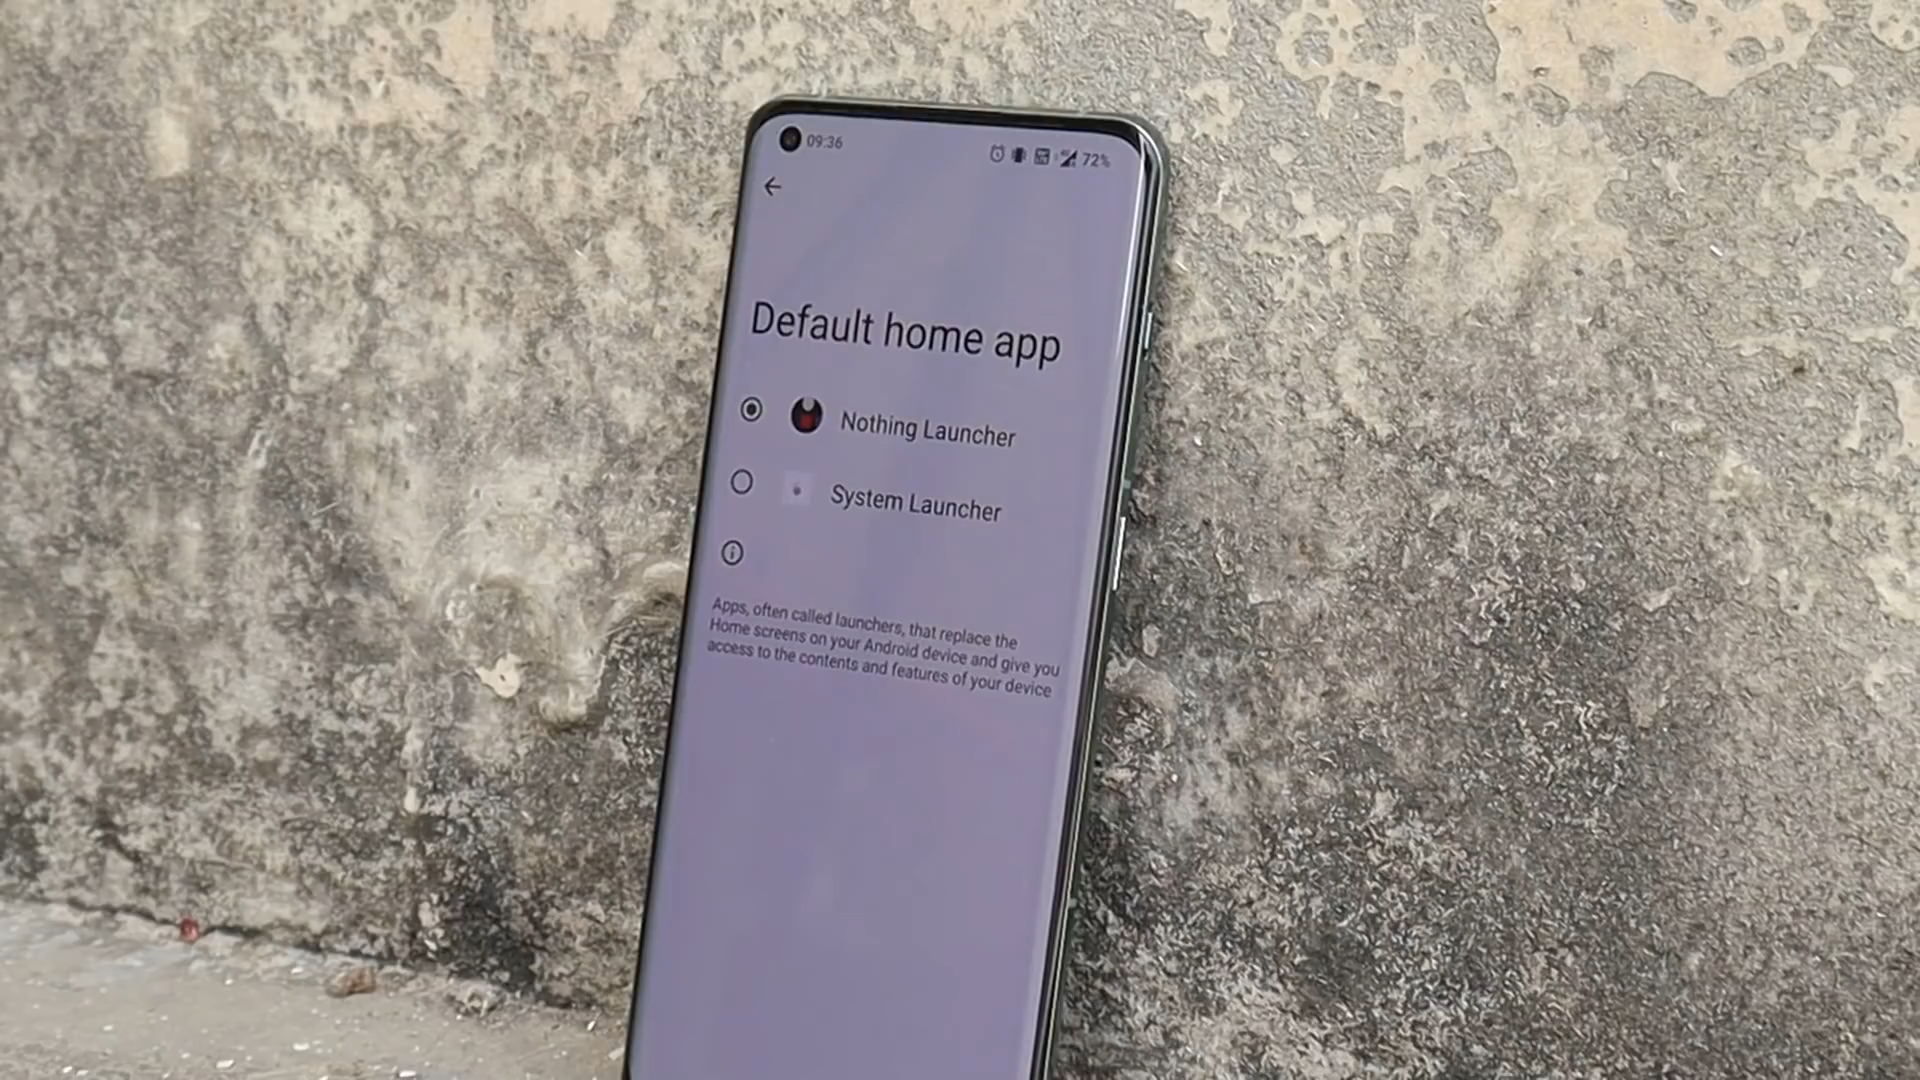 09:36
72%
Default home app
Nothing Launcher
System Launcher
Apps, often called launchers, that replace the
Home screens on your Android device and give you
access to the contents and features of your device